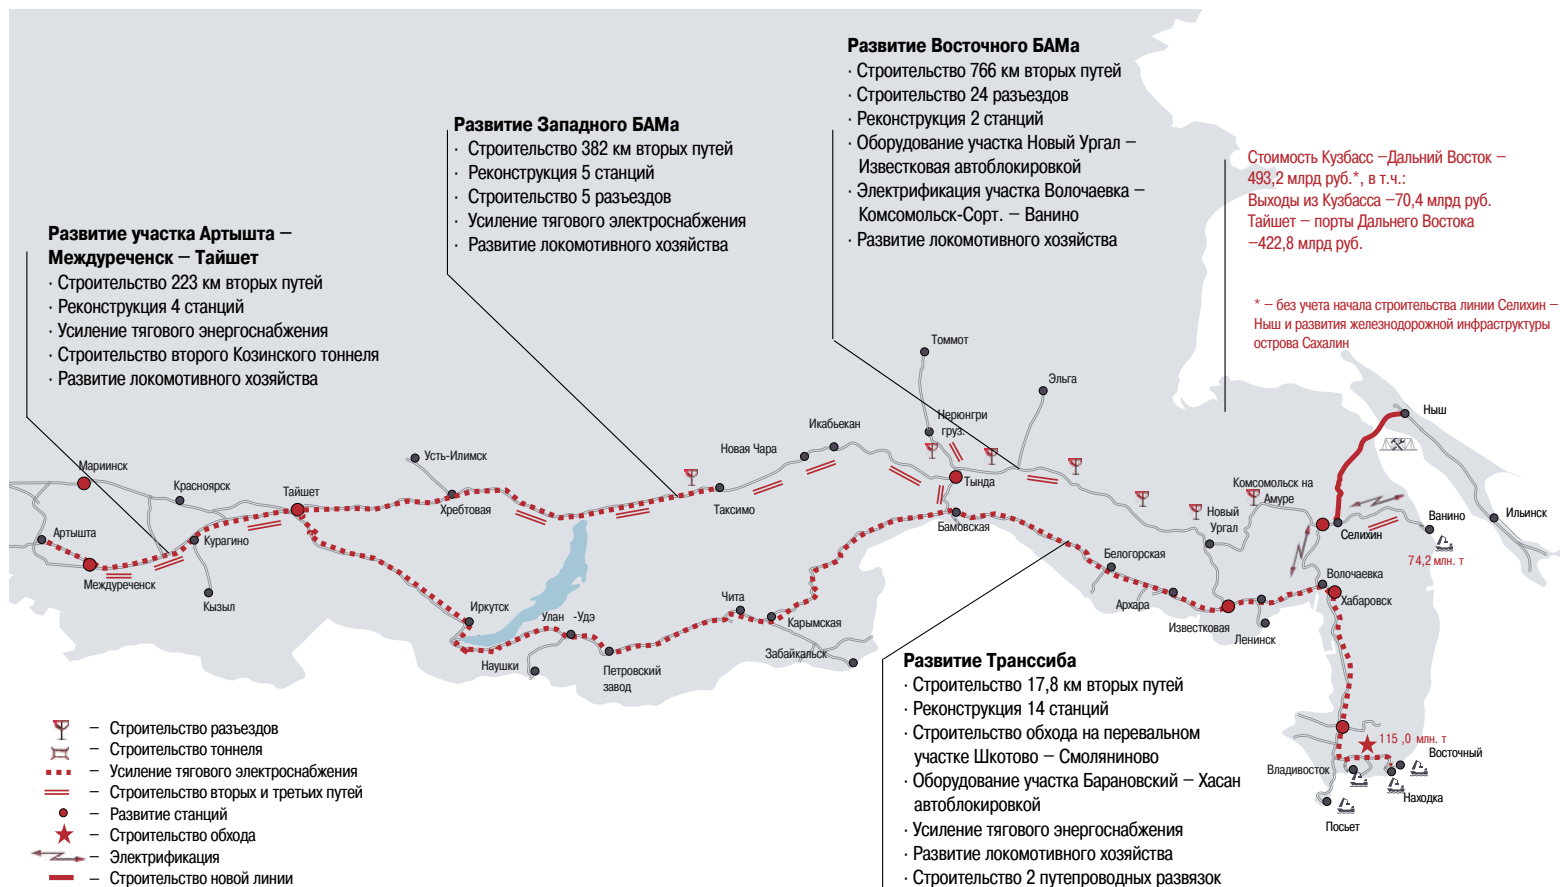 Развитие Восточного БАМа
· Строительство 766 км вторых путей
· Строительство 24 разъездов
· Реконструкция 2 станций
· Оборудование участка Новый Ургал –
Известковая автоблокировкой
· Электрификация участка Волочаевка –
Комсомольск-Сорт. – Ванино
· Развитие локомотивного хозяйства
Развитие Западного БАМа
· Строительство 382 км вторых путей
· Реконструкция 5 станций
· Строительство 5 разъездов
· Усиление тягового электроснабжения
· Развитие локомотивного хозяйства
Стоимость Кузбасс –Дальний Восток –
493,2 млрд руб.*, в т.ч.:
Выходы из Кузбасса –70,4 млрд руб.
Тайшет – порты Дальнего Востока
–422,8 млрд руб.
* – без учета начала строительства линии Селихин –
Ныш и развития железнодорожной инфраструктуры
острова Сахалин
Развитие участка Артышта –
Междуреченск – Тайшет
· Строительство 223 км вторых путей
· Реконструкция 4 станций
· Усиление тягового энергоснабжения
· Строительство второго Козинского тоннеля
· Развитие локомотивного хозяйства
Томмот
Эльга
Нерюнгри
груз.
Ныш
Икабьекан
Новая Чара
Усть-Илимск
Мариинск
Красноярск
Тайшет
Хребтовая
Таксимо
Тында
Комсомольск на
Амуре
Новый
Ургал
Ильинск
Ванино
74,2 млн. т
Селихин
Бамовская
Артышта
Курагино
Междуреченск
Кызыл
Белогорская
Архара
Известковая
Ленинск
Волочаевка
Хабаровск
Иркутск
Улан -Удэ
Чита
Карымская
Забайкальск
Наушки
Петровский
завод
Развитие Транссиба
· Строительство 17,8 км вторых путей
· Реконструкция 14 станций
· Строительство обхода на перевальном
участке Шкотово – Смоляниново
· Оборудование участка Барановский – Хасан
автоблокировкой
· Усиление тягового энергоснабжения
· Развитие локомотивного хозяйства
· Строительство 2 путепроводных развязок
115 ,0 млн. т
Восточный
Владивосток
Находка
Посьет
– Строительство разъездов
– Строительство тоннеля
– Усиление тягового электроснабжения
– Строительство вторых и третьих путей
– Развитие станций
– Строительство обхода
– Электрификация
– Строительство новой линии